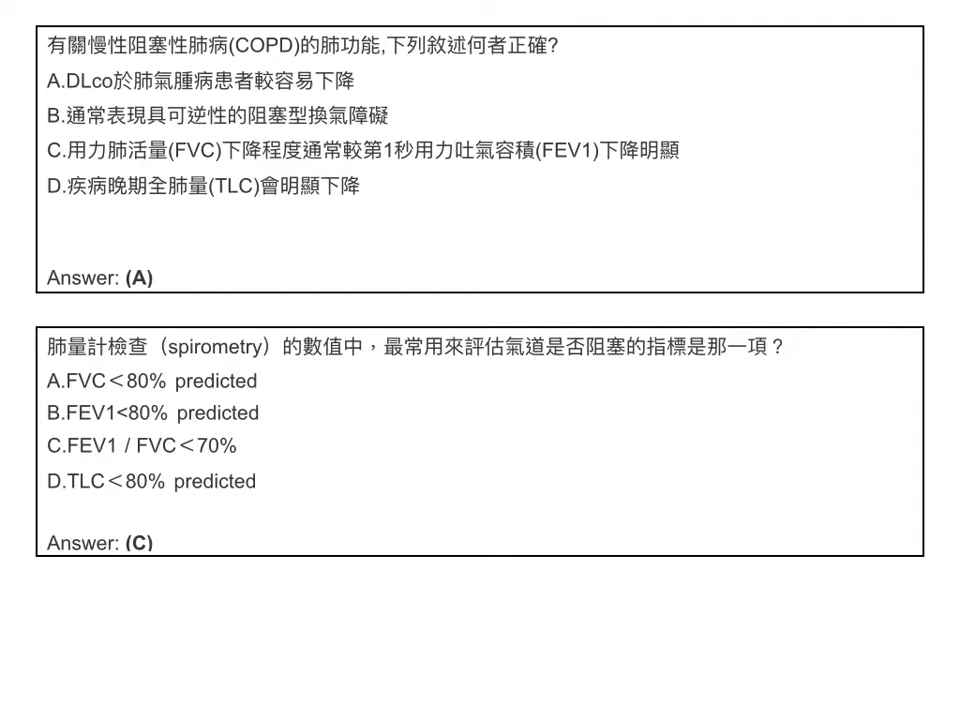 有關慢性阻塞性肺病(COPD)的肺功能,下列敘述何者正確?
A.DLco於肺氣腫病患者較容易下降
B.通常表現具可逆性的阻塞型換氣障礙
C.用力肺活量(FVC)下降程度通常較第1秒用力吐氣容積(FEV1)下降明顯
D.疾病晚期全肺量(TLC)會明顯下降
Answer: (A)
肺量計檢查（spirometry）的數值中，最常用來評估氣道是否阻塞的指標是那一項？
A.FVC＜80% predicted
B.FEV1<80% predicted
C.FEV1 / FVC＜70%
D.TLC＜80% predicted
Answer: (C)